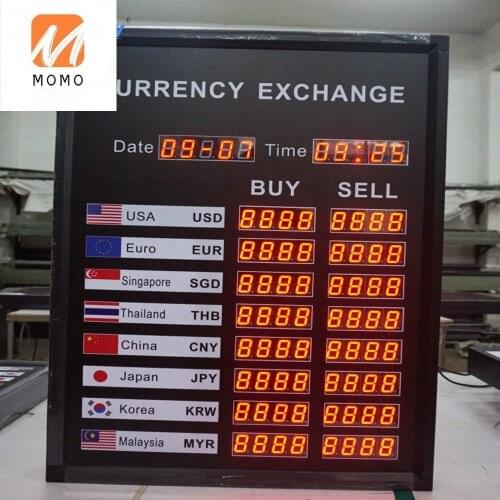 MOMO
URRENCY EXCHANGE
Date 09-07 Time 09:25
BUY SELL
USA USD 8888 8888
Euro EUR 8888 8888
Singapore SGD 8888 8888
Thailand THB 8888 8888
China CNY 8888 8888
Japan JPY 8888 8888
Korea KRW 8888 8888
Malaysia MYR 8888 8888